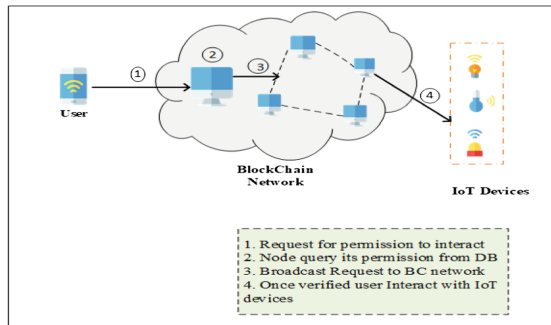 1
2
3
4
User
BlockChain
Network
IoT Devices
1. Request for permission to interact
2. Node query its permission from DB
3. Broadcast Request to BC network
4. Once verified user Interact with IoT
devices